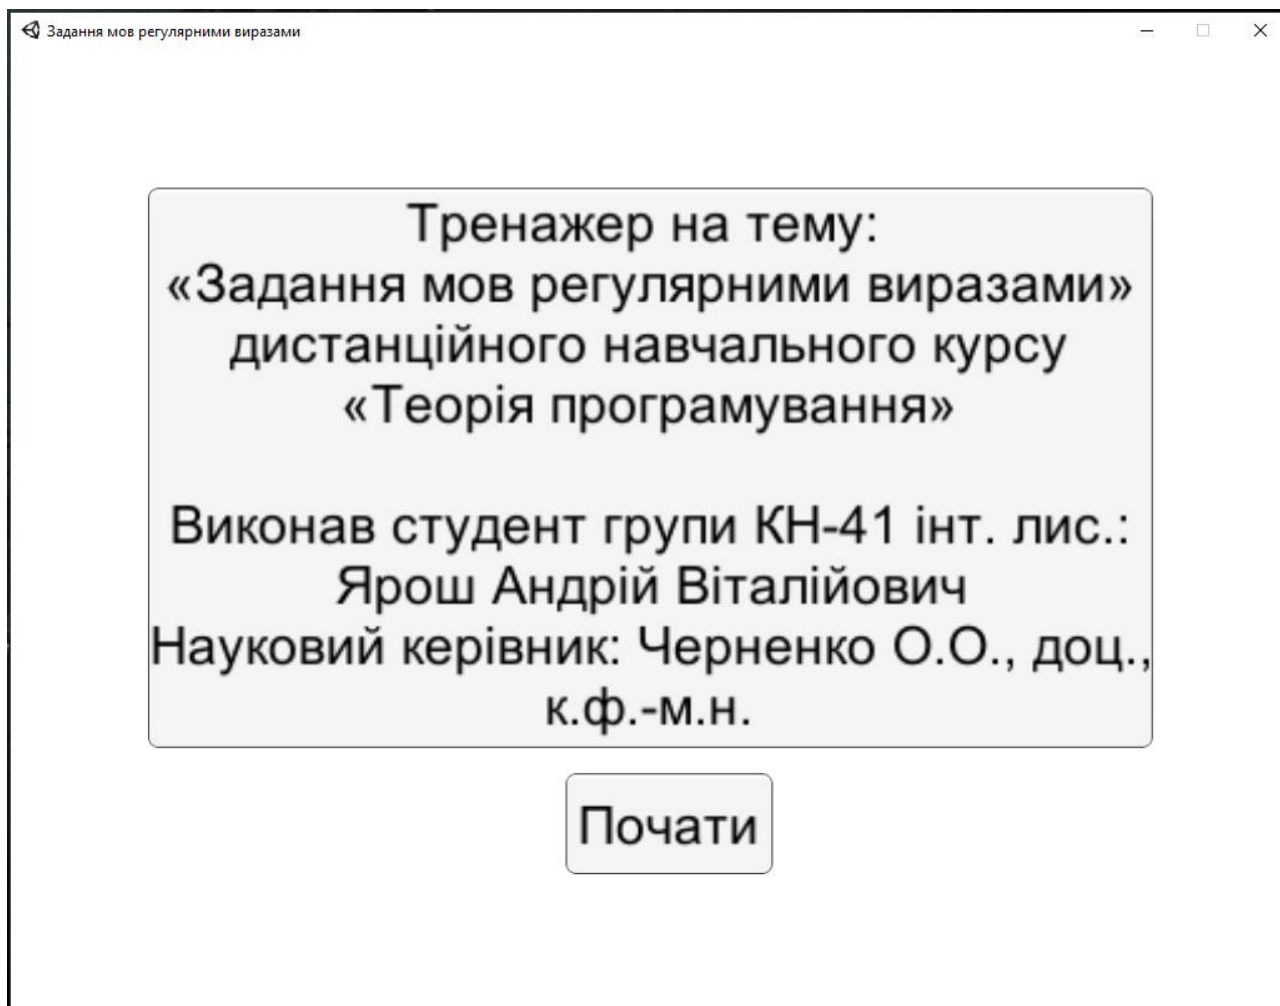 Задання мов регулярними виразами
Тренажер на тему:
«Задання мов регулярними виразами»
дистанційного навчального курсу
«Теорія програмування»
Виконав студент групи КН-41 інт. лис.:
Ярош Андрій Віталійович
Науковий керівник: Черненко О.О., доц.,
к.ф.-м.н.
Почати